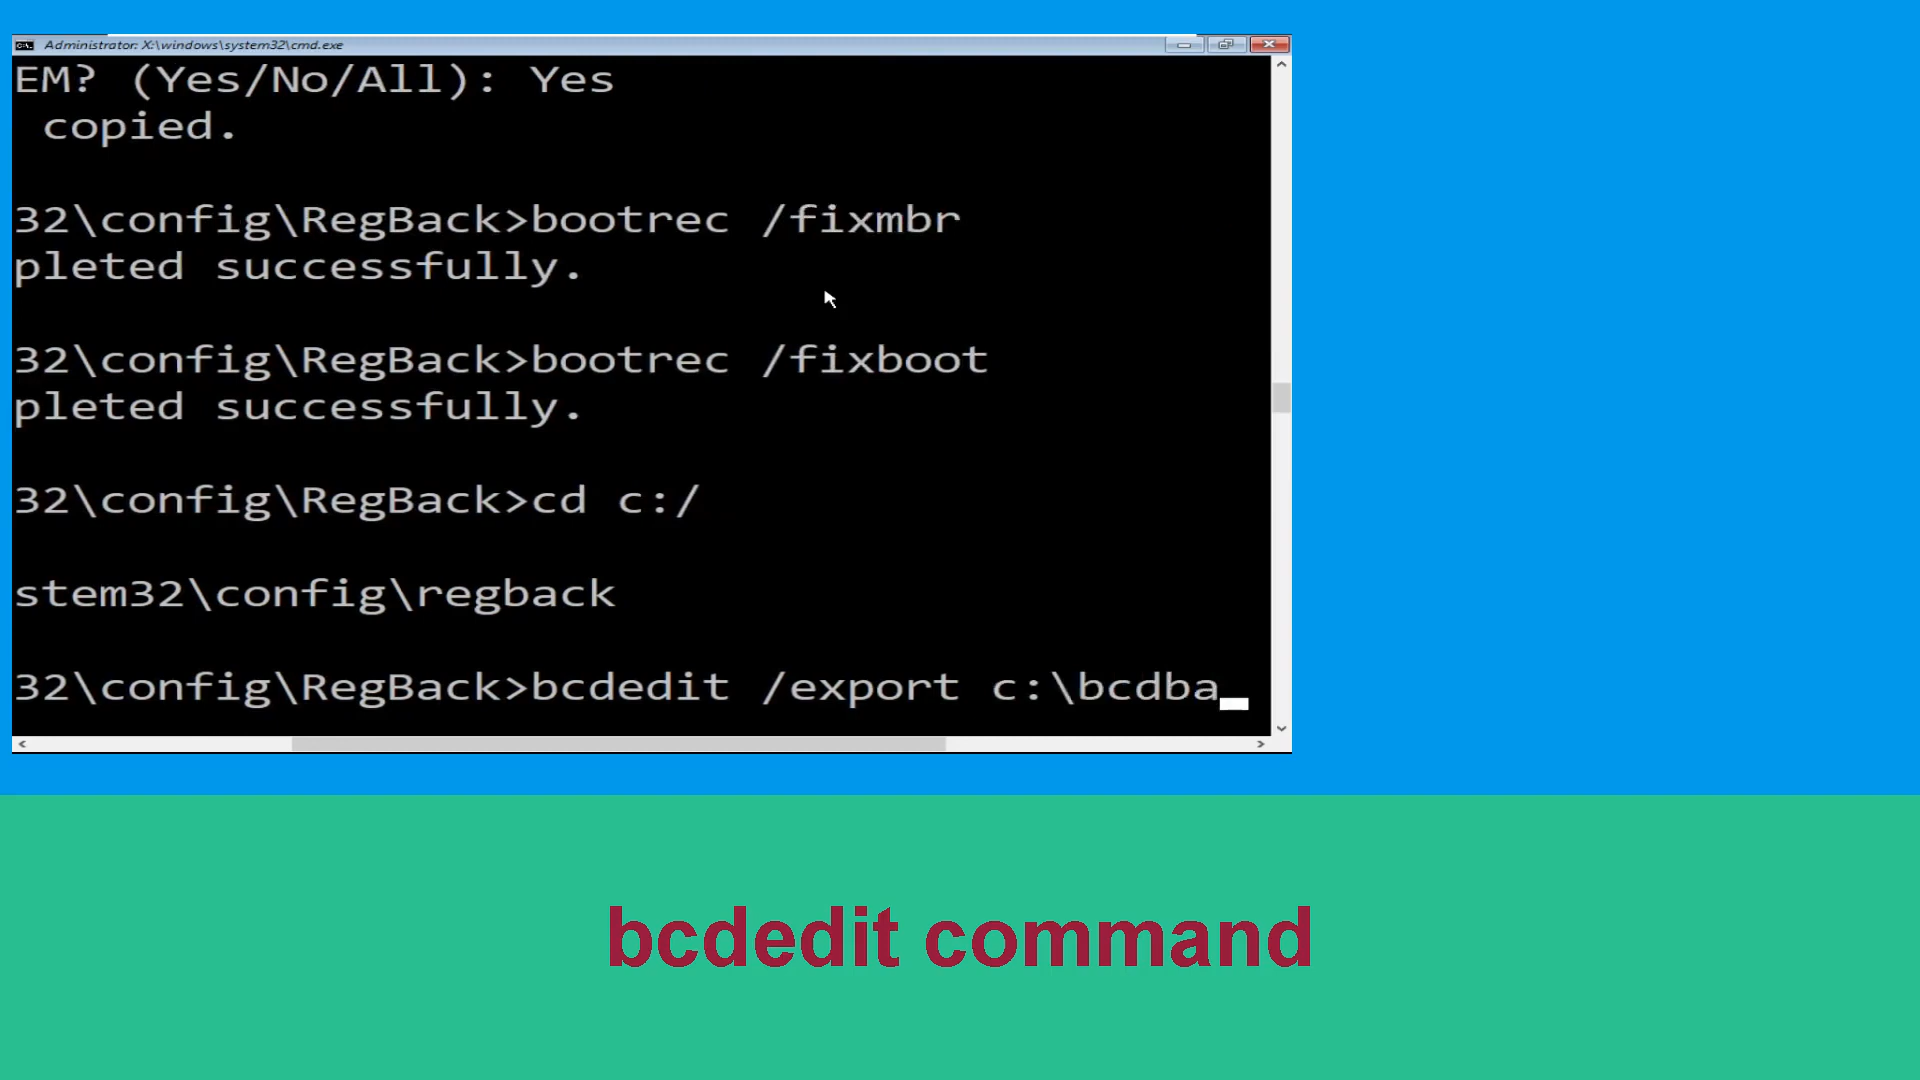 Administrator: X:\windows\system32\cmd.exe
EM? (Yes/No/All): Yes
copied.
32\config\RegBack>bootrec /fixmbr
pleted successfully.
32\config\RegBack>bootrec /fixboot
pleted successfully.
32\config\RegBack>cd c:/
stem32\config\regback
32\config\RegBack>bcdedit /export c:\bcdba
bcdedit command